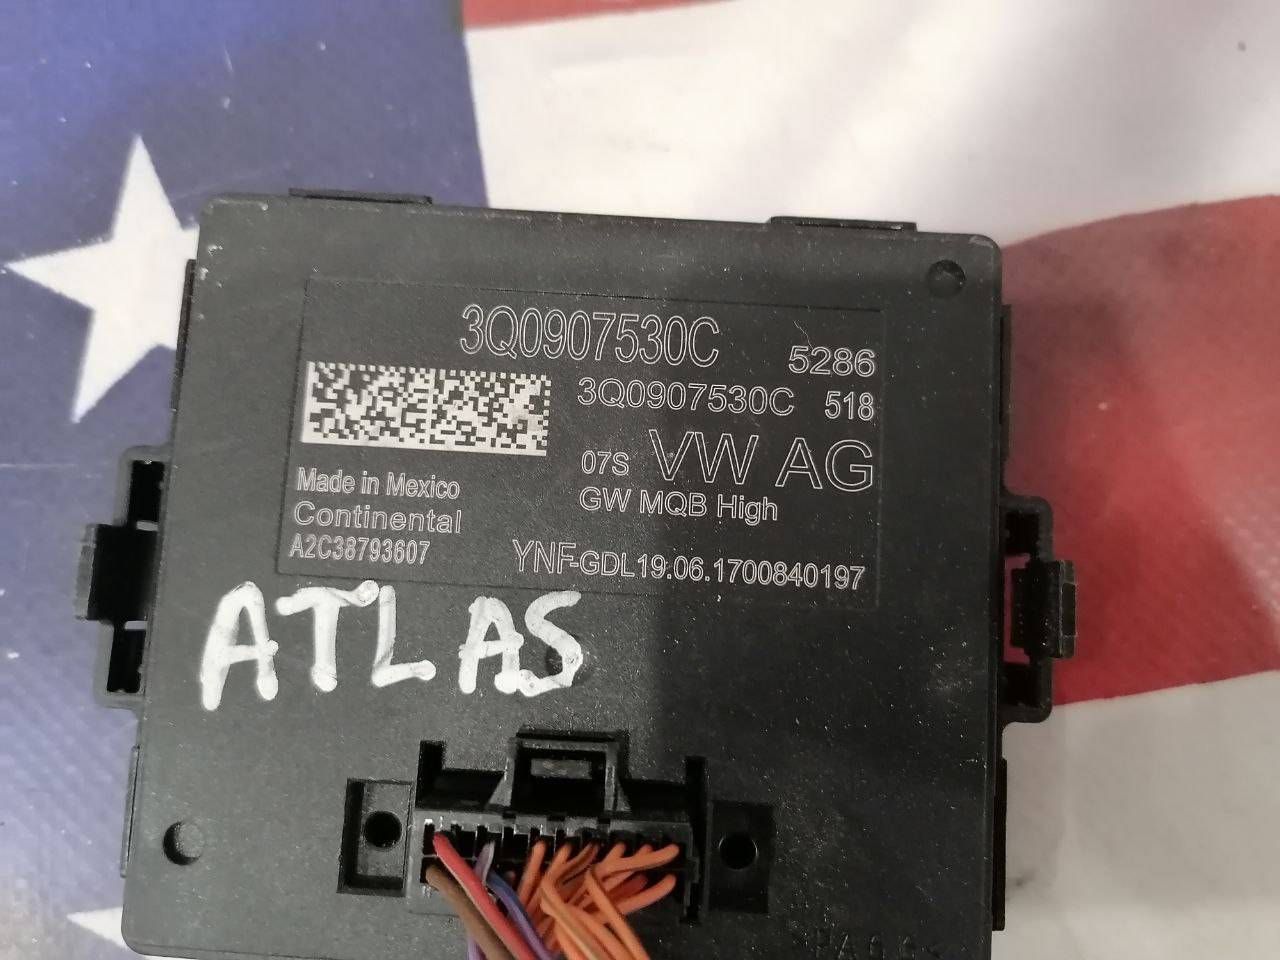 3Q0907530C 5286
3Q0907530C 518
07S VW AG
GW MQB High
Made in Mexico
Continental
A2C38793607
YNF-GDL19.06.1700840197
ATLAS